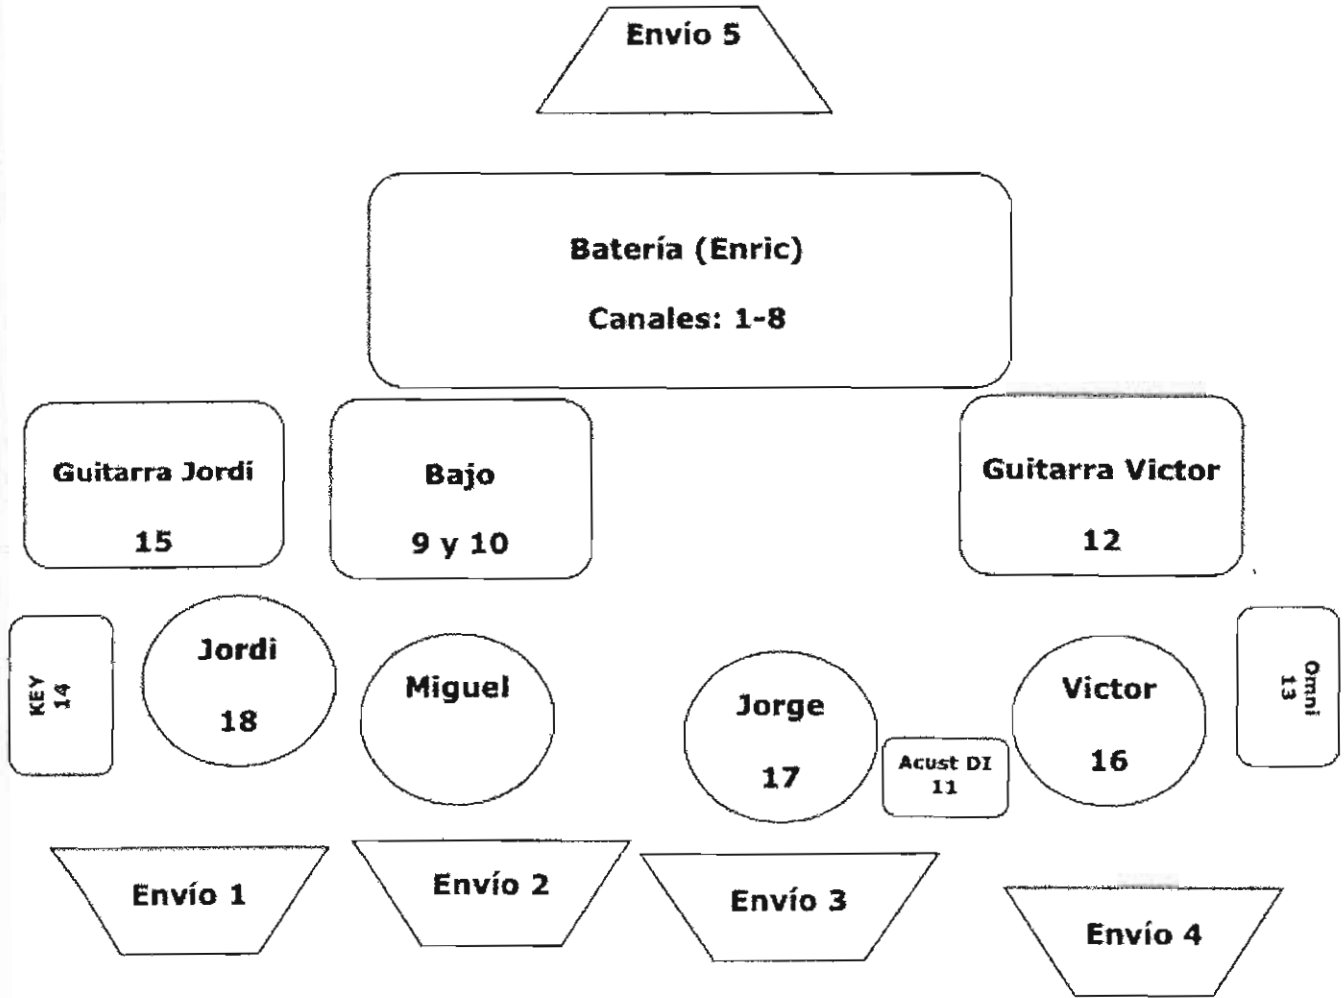 Envío 5
Batería (Enric)
Canales: 1-8
Guitarra Jordi
15
Bajo
9 y 10
Guitarra Victor
12
KEY
14
Jordi
18
Miguel
Jorge
17
Acust DI
11
Victor
16
Omni
13
Envío 1
Envío 2
Envío 3
Envío 4